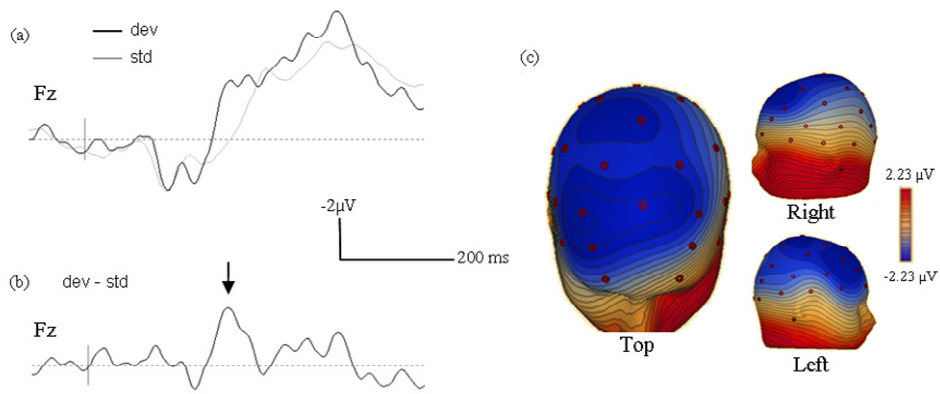 (a)
dev
std
Fz
-2µV
200 ms
(b)
dev - std
Fz
(c)
Top
Right
Left
2.23 µV
-2.23 µV